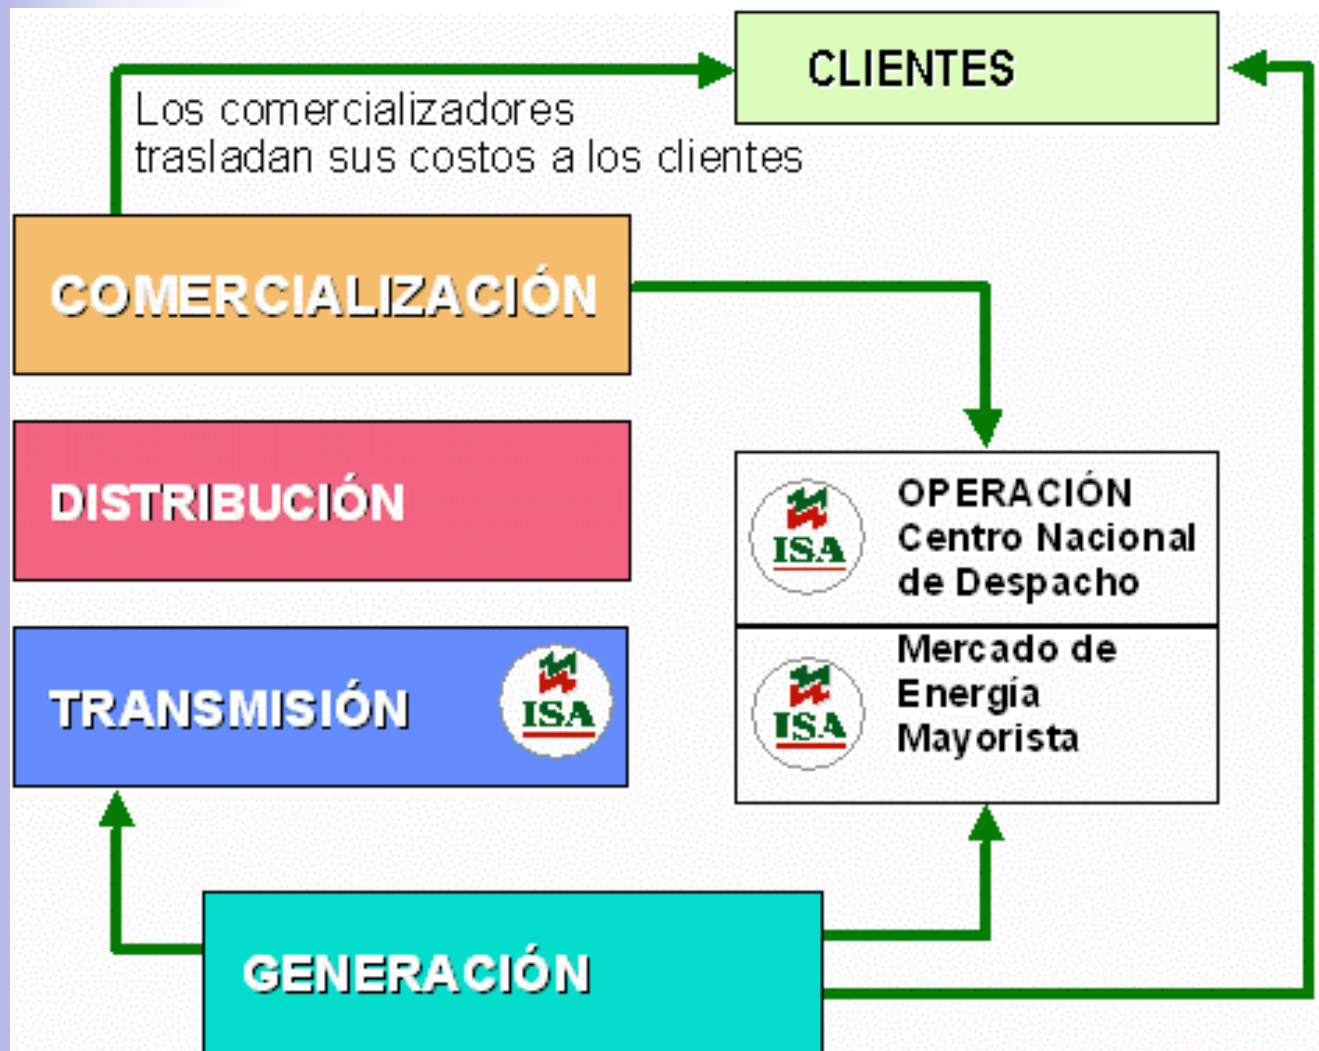 CLIENTES
Los comercializadores
trasladan sus costos a los clientes
COMERCIALIZACIÓN
DISTRIBUCIÓN
TRANSMISIÓN
ISA
ISA
OPERACIÓN
Centro Nacional
de Despacho
ISA
Mercado de
Energía
Mayorista
GENERACIÓN